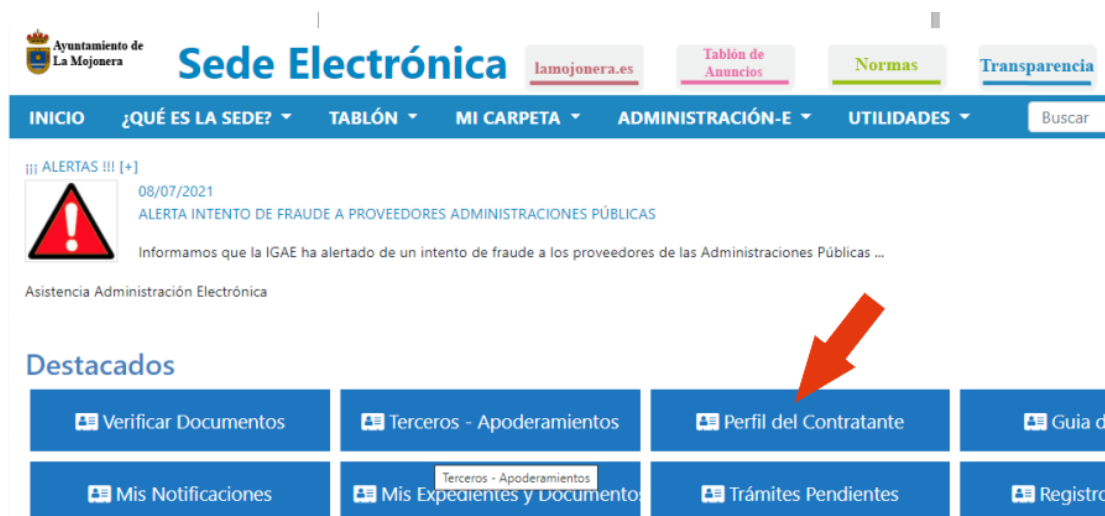 Ayuntamiento de
La Mojonera
Sede Electrónica
lamojonera.es
Tablón de
Anuncios
Normas
Transparencia
INICIO ¿QUÉ ES LA SEDE? TABLÓN MI CARPETA ADMINISTRACIÓN-E UTILIDADES Buscar
¡¡¡ ALERTAS !!! [+]
08/07/2021
ALERTA INTENTO DE FRAUDE A PROVEEDORES ADMINISTRACIONES PÚBLICAS
Informamos que la IGAE ha alertado de un intento de fraude a los proveedores de las Administraciones Públicas ...
Asistencia Administración Electrónica
Destacados
Verificar Documentos Terceros - Apoderamientos Perfil del Contratante Guia d
Terceros - Apoderamientos
Mis Notificaciones Mis Expedientes y Documento Trámites Pendientes Registro